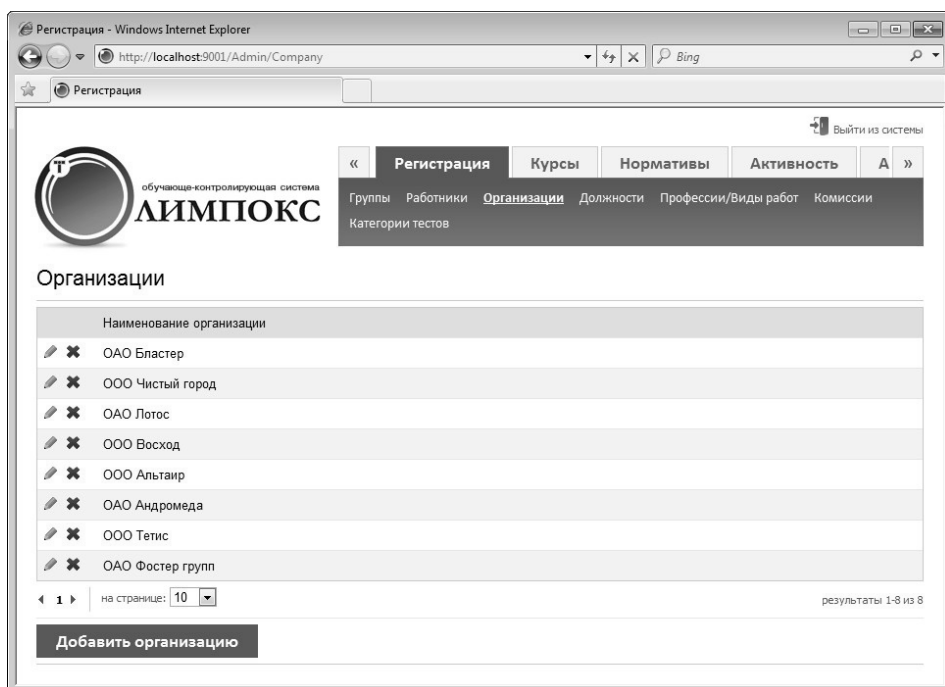 Регистрация - Windows Internet Explorer
http://localhost:9001/Admin/Company
Bing
Регистрация
Выйти из системы
« Регистрация Курсы Нормативы Активность А »
Группы Работники Организации Должности Профессии/Виды работ Комиссии
Категории тестов
Т
обучающе-контролирующая система
ОЛИМПОКС
Организации
Наименование организации
ОАО Бластер
ООО Чистый город
ОАО Лотос
ООО Восход
ООО Альтаир
ОАО Андромеда
ООО Тетис
ОАО Фостер групп
1 на странице: 10 результаты 1-8 из 8
Добавить организацию